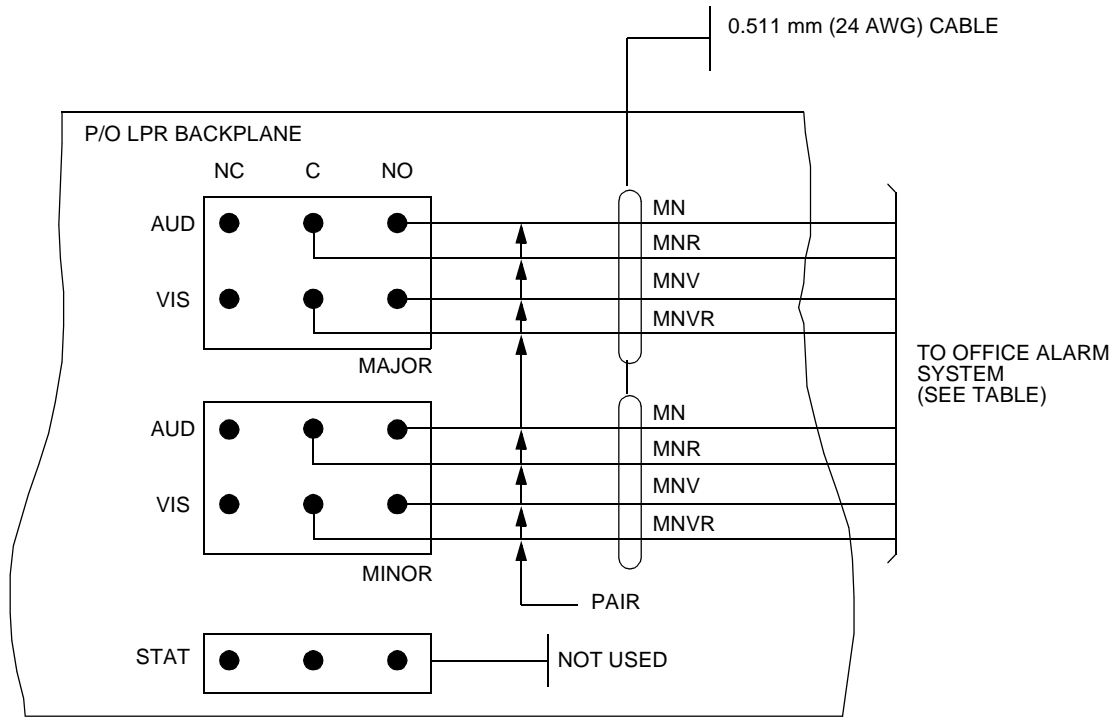 0.511 mm (24 AWG) CABLE
P/O LPR BACKPLANE
NC C NO
AUD
MN
MNR
VIS
MNV
MNVR
MAJOR
TO OFFICE ALARM
SYSTEM
(SEE TABLE)
AUD
MN
MNR
VIS
MNV
MNVR
MINOR
PAIR
STAT
NOT USED